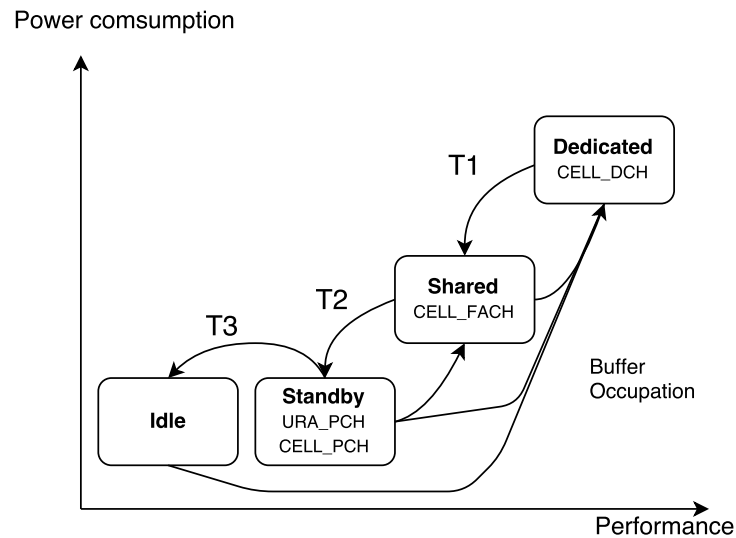 Power comsumption
Dedicated
CELL_DCH
T1
Shared
CELL_FACH
T2
T3
Idle
Standby
URA_PCH
CELL_PCH
Buffer
Occupation
Performance